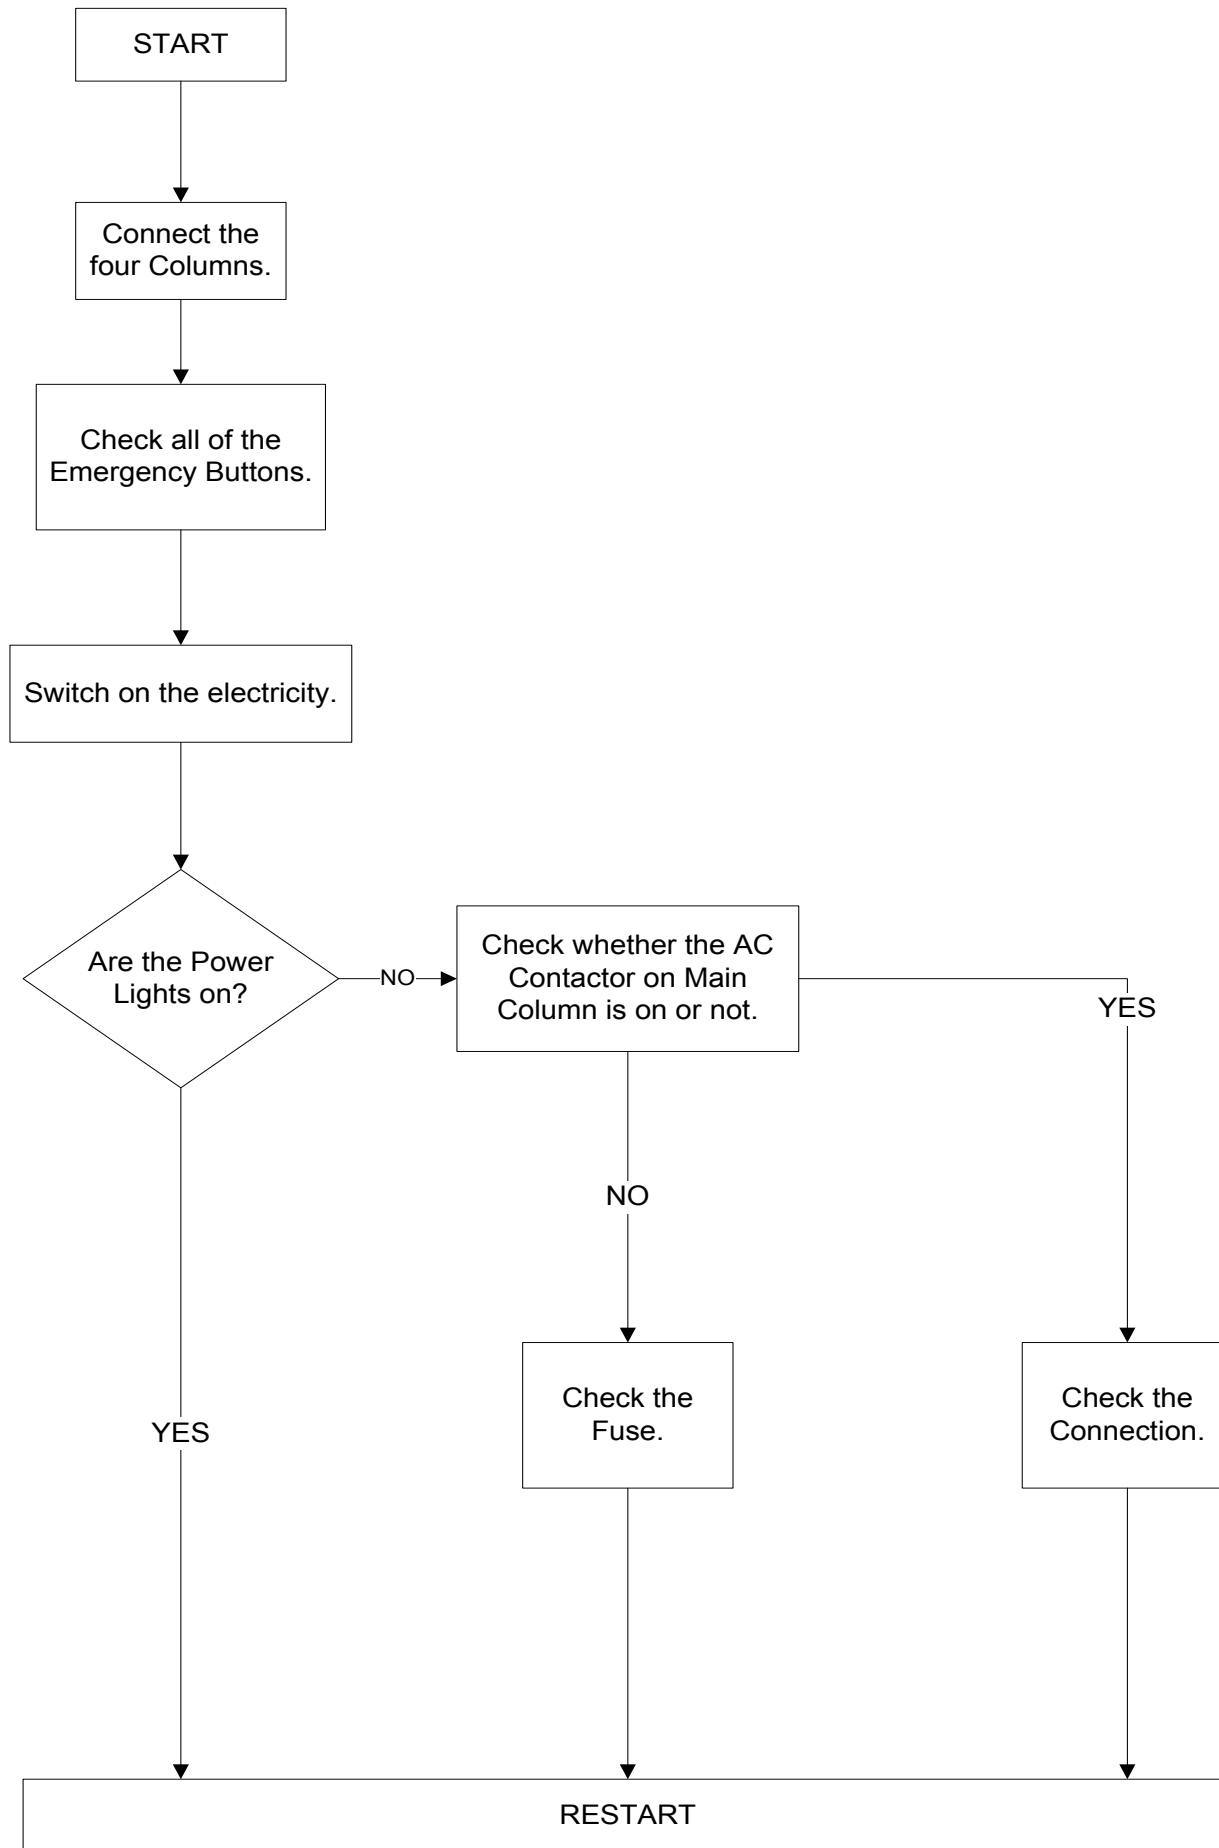 START
Connect the
four Columns.
Check all of the
Emergency Buttons.
Switch on the electricity.
Are the Power
Lights on?
NO
Check whether the AC
Contactor on Main
Column is on or not.
YES
NO
YES
Check the
Fuse.
Check the
Connection.
RESTART